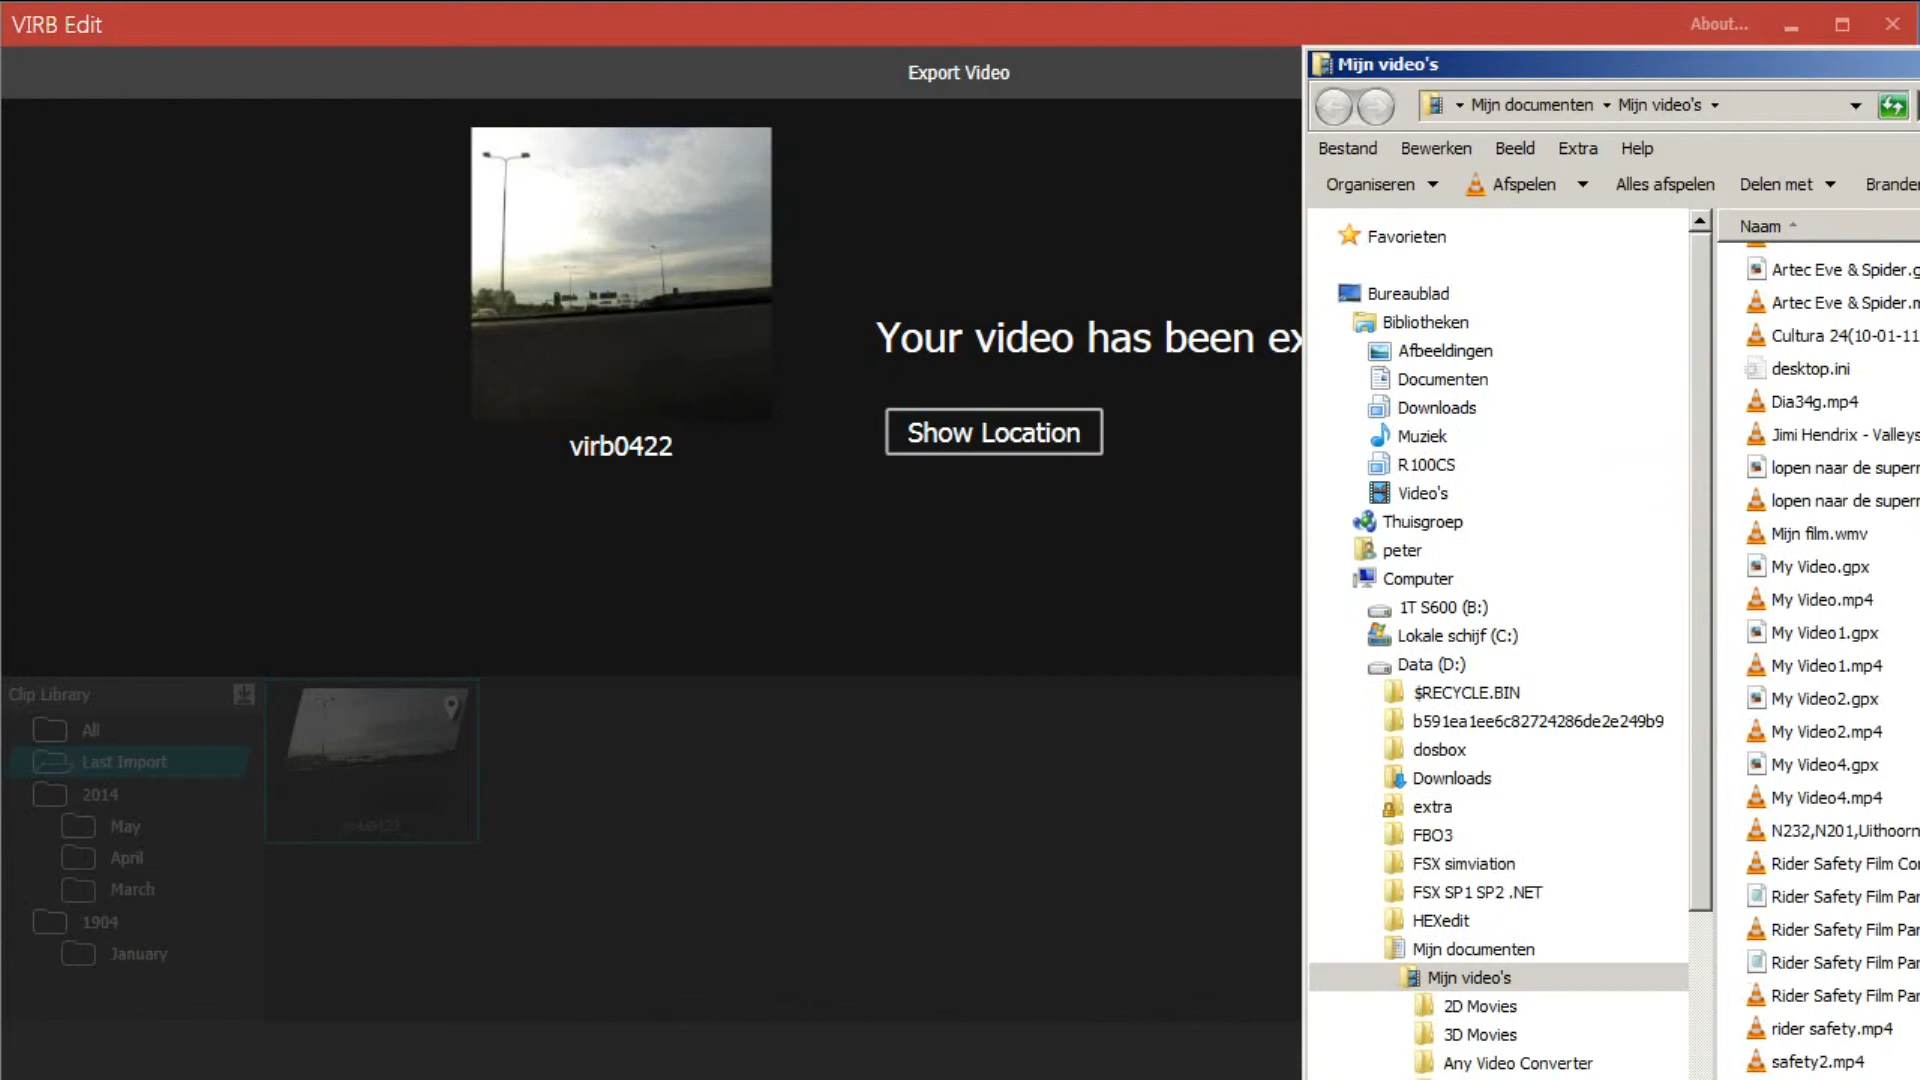 VIRB Edit
About...
Export Video
virb0422
Your video has been ex
Show Location
Clip Library
All
Last Import
2014
May
April
March
1904
January
virb0422
Mijn video's
Mijn documenten
Mijn video's
Bestand
Bewerken
Beeld
Extra
Help
Organiseren
Afspelen
Alles afspelen
Delen met
Brander
Favorieten
Bureaublad
Bibliotheken
Afbeeldingen
Documenten
Downloads
Muziek
R100CS
Video's
Thuisgroep
peter
Computer
1T S600 (B:)
Lokale schijf (C:)
Data (D:)
$RECYCLE.BIN
b591ea1ee6c82724286de2e249b9
dosbox
Downloads
extra
FBO3
FSX simviation
FSX SP1 SP2 .NET
HEXedit
Mijn documenten
Mijn video's
2D Movies
3D Movies
Any Video Converter
Naam
Artec Eve & Spider.g
Artec Eve & Spider.m
Cultura 24(10-01-11
desktop.ini
Dia34g.mp4
Jimi Hendrix - Valleys
lopen naar de superm
lopen naar de superm
Mijn film.wmv
My Video.gpx
My Video.mp4
My Video1.gpx
My Video1.mp4
My Video2.gpx
My Video2.mp4
My Video4.gpx
My Video4.mp4
N232,N201,Uithoorn
Rider Safety Film Co
Rider Safety Film Par
Rider Safety Film Par
Rider Safety Film Par
Rider Safety Film Par
rider safety.mp4
safety2.mp4